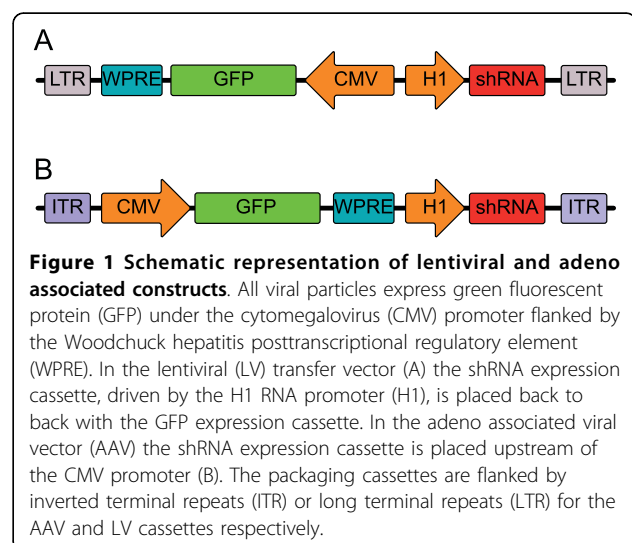 A
LTR WPRE GFP CMV H1 shRNA LTR
B
ITR CMV GFP WPRE H1 shRNA ITR
Figure 1 Schematic representation of lentiviral and adeno
associated constructs. All viral particles express green fluorescent
protein (GFP) under the cytomegalovirus (CMV) promoter flanked by
the Woodchuck hepatitis posttranscriptional regulatory element
(WPRE). In the lentiviral (LV) transfer vector (A) the shRNA expression
cassette, driven by the H1 RNA promoter (H1), is placed back to
back with the GFP expression cassette. In the adeno associated viral
vector (AAV) the shRNA expression cassette is placed upstream of
the CMV promoter (B). The packaging cassettes are flanked by
inverted terminal repeats (ITR) or long terminal repeats (LTR) for the
AAV and LV cassettes respectively.